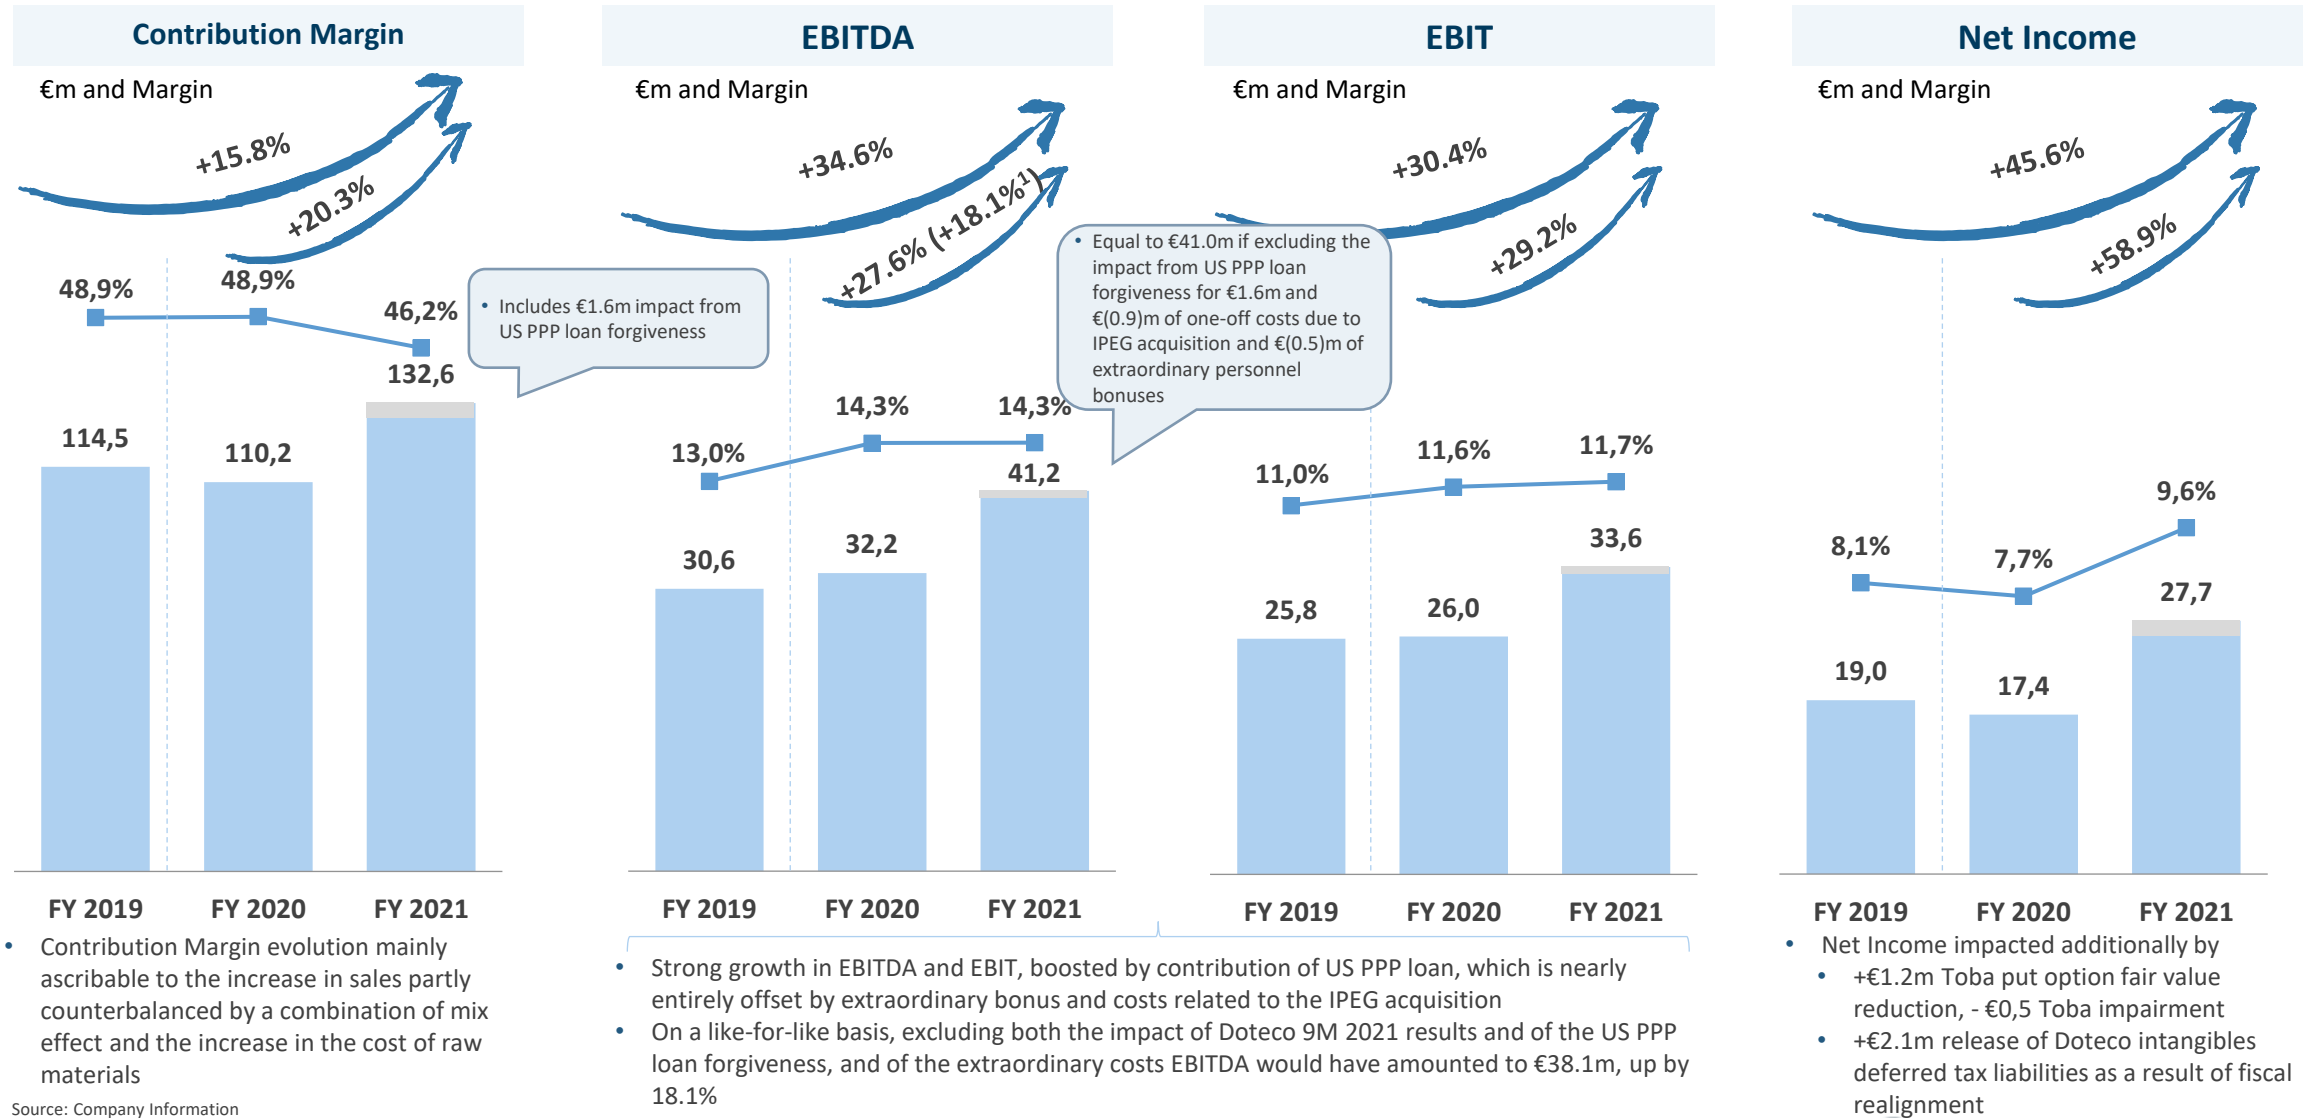 Contribution Margin
€m and Margin
+15.8%
+20.3%
48,9%
48,9%
46,2%
132,6
114,5
110,2
FY 2019
FY 2020
FY 2021
• Includes €1.6m impact from
US PPP loan forgiveness
• Contribution Margin evolution mainly
ascribable to the increase in sales partly
counterbalanced by a combination of mix
effect and the increase in the cost of raw
materials
EBITDA
€m and Margin
+34.6%
+27.6% (+18.1%¹)
13,0%
14,3%
14,3%
30,6
32,2
41,2
FY 2019
FY 2020
FY 2021
• Equal to €41.0m if excluding the
impact from US PPP loan
forgiveness for €1.6m and
€(0.9)m of one-off costs due to
IPEG acquisition and €(0.5)m of
extraordinary personnel
bonuses
EBIT
€m and Margin
+30.4%
+29.2%
11,0%
11,6%
11,7%
25,8
26,0
33,6
FY 2019
FY 2020
FY 2021
• Strong growth in EBITDA and EBIT, boosted by contribution of US PPP loan, which is nearly
entirely offset by extraordinary bonus and costs related to the IPEG acquisition
• On a like-for-like basis, excluding both the impact of Doteco 9M 2021 results and of the US PPP
loan forgiveness, and of the extraordinary costs EBITDA would have amounted to €38.1m, up by
18.1%
Net Income
€m and Margin
+45.6%
+58.9%
8,1%
7,7%
9,6%
19,0
17,4
27,7
FY 2019
FY 2020
FY 2021
• Net Income impacted additionally by
• +€1.2m Toba put option fair value
reduction, - €0,5 Toba impairment
• +€2.1m release of Doteco intangibles
deferred tax liabilities as a result of fiscal
realignment
Source: Company Information